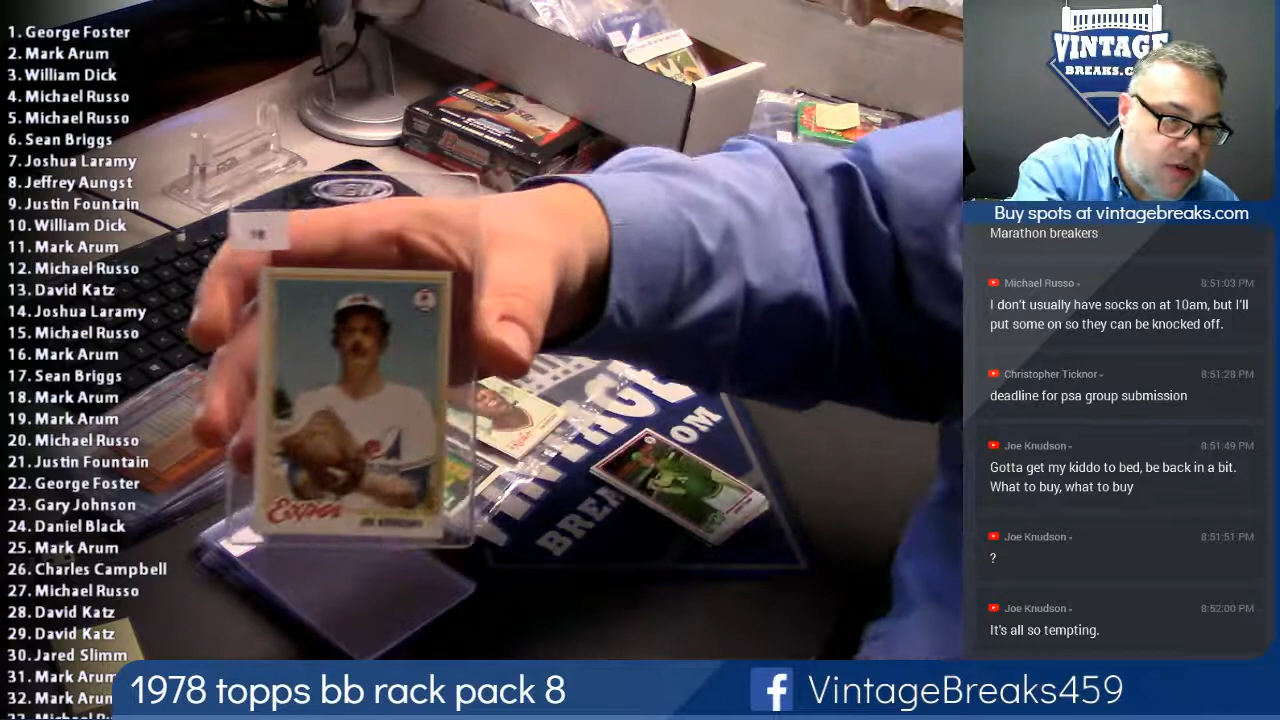 1. George Foster
2. Mark Arum
3. William Dick
4. Michael Russo
5. Michael Russo
6. Sean Briggs
7. Joshua Laramy
8. Jeffrey Aungst
9. Justin Fountain
10. William Dick
11. Mark Arum
12. Michael Russo
13. David Katz
14. Joshua Laramy
15. Michael Russo
16. Mark Arum
17. Sean Briggs
18. Mark Arum
19. Mark Arum
20. Michael Russo
21. Justin Fountain
22. George Foster
23. Gary Johnson
24. Daniel Black
25. Mark Arum
26. Charles Campbell
27. Michael Russo
28. David Katz
29. David Katz
30. Jared Slimm
31. Mark Arum
32. Mark Arum
18
P
Expos
VINTAGE
BREA
OM
VINTAGE
BREAKS.C
Buy spots at vintagebreaks.com
Marathon breakers
Michael Russo 8:51:03 PM
I don't usually have socks on at 10am, but I'll
put some on so they can be knocked off.
Christopher Ticknor 8:51:28 PM
deadline for psa group submission
Joe Knudson 8:51:49 PM
Gotta get my kiddo to bed, be back in a bit.
What to buy, what to buy
Joe Knudson 8:51:51 PM
?
Joe Knudson 8:52:00 PM
It's all so tempting.
1978 topps bb rack pack 8
f VintageBreaks459